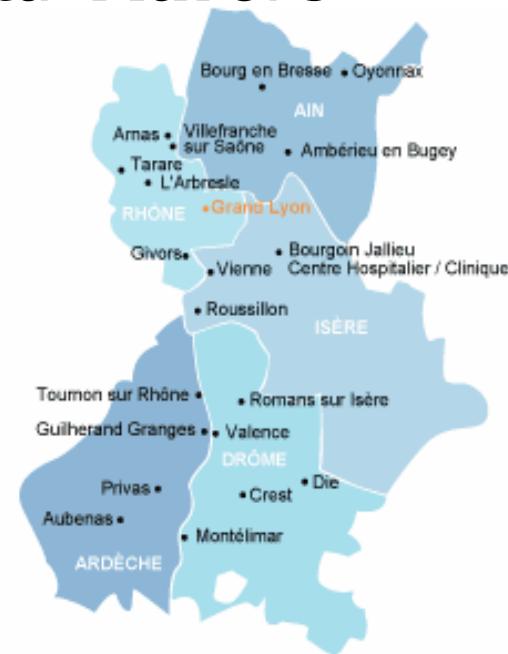 Bourg en Bresse
Oyonnax
AIN
Arnas
Villefranche
sur Saône
Ambérieu en Bugey
Tarare
L'Arbresle
RHÔNE
Grand Lyon
Givors
Bourgoin Jallieu
Centre Hospitalier / Clinique
Vienne
Roussillon
ISÈRE
Tournon sur Rhône
Romans sur Isère
Guilherand Granges
Valence
DRÔME
Die
Privas
Crest
Aubenas
Montélimar
ARDÈCHE